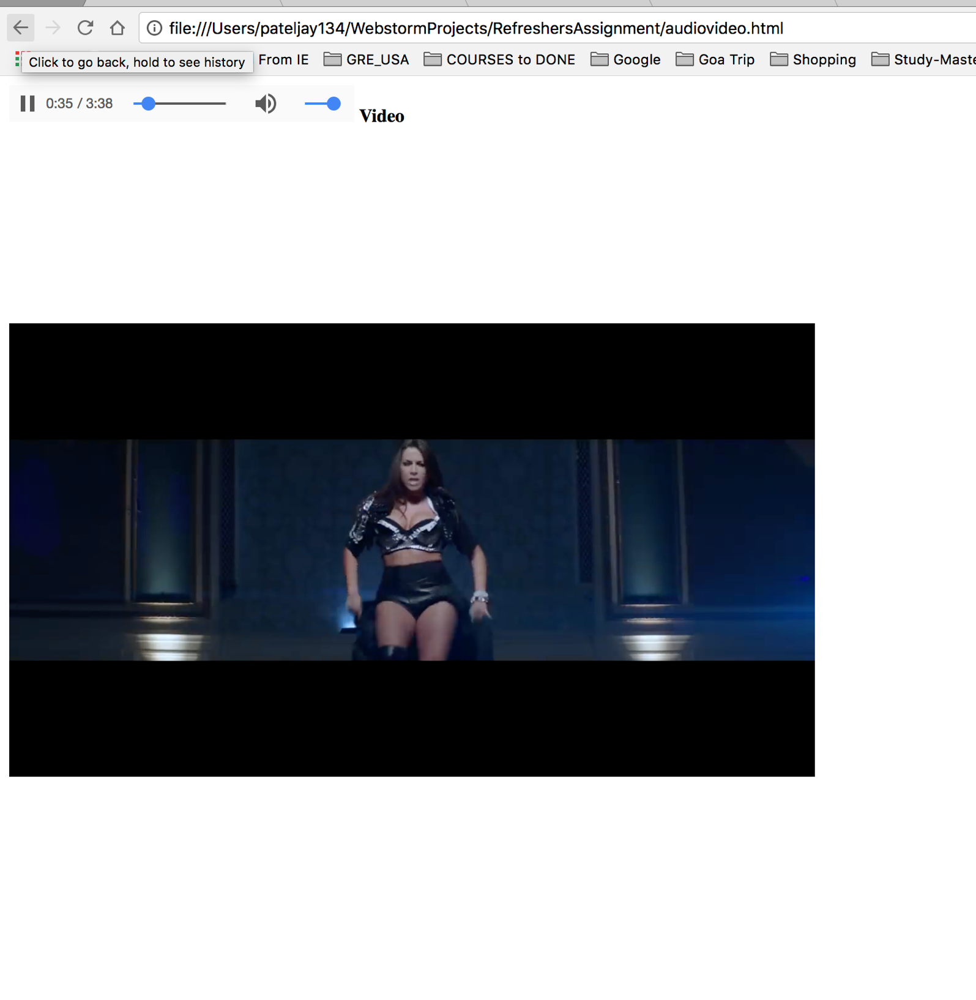 file:///Users/pateljay134/WebstormProjects/RefreshersAssignment/audiovideo.html
Click to go back, hold to see history From IE GRE_USA COURSES to DONE Google Goa Trip Shopping Study-Maste
0:35 / 3:38
Video